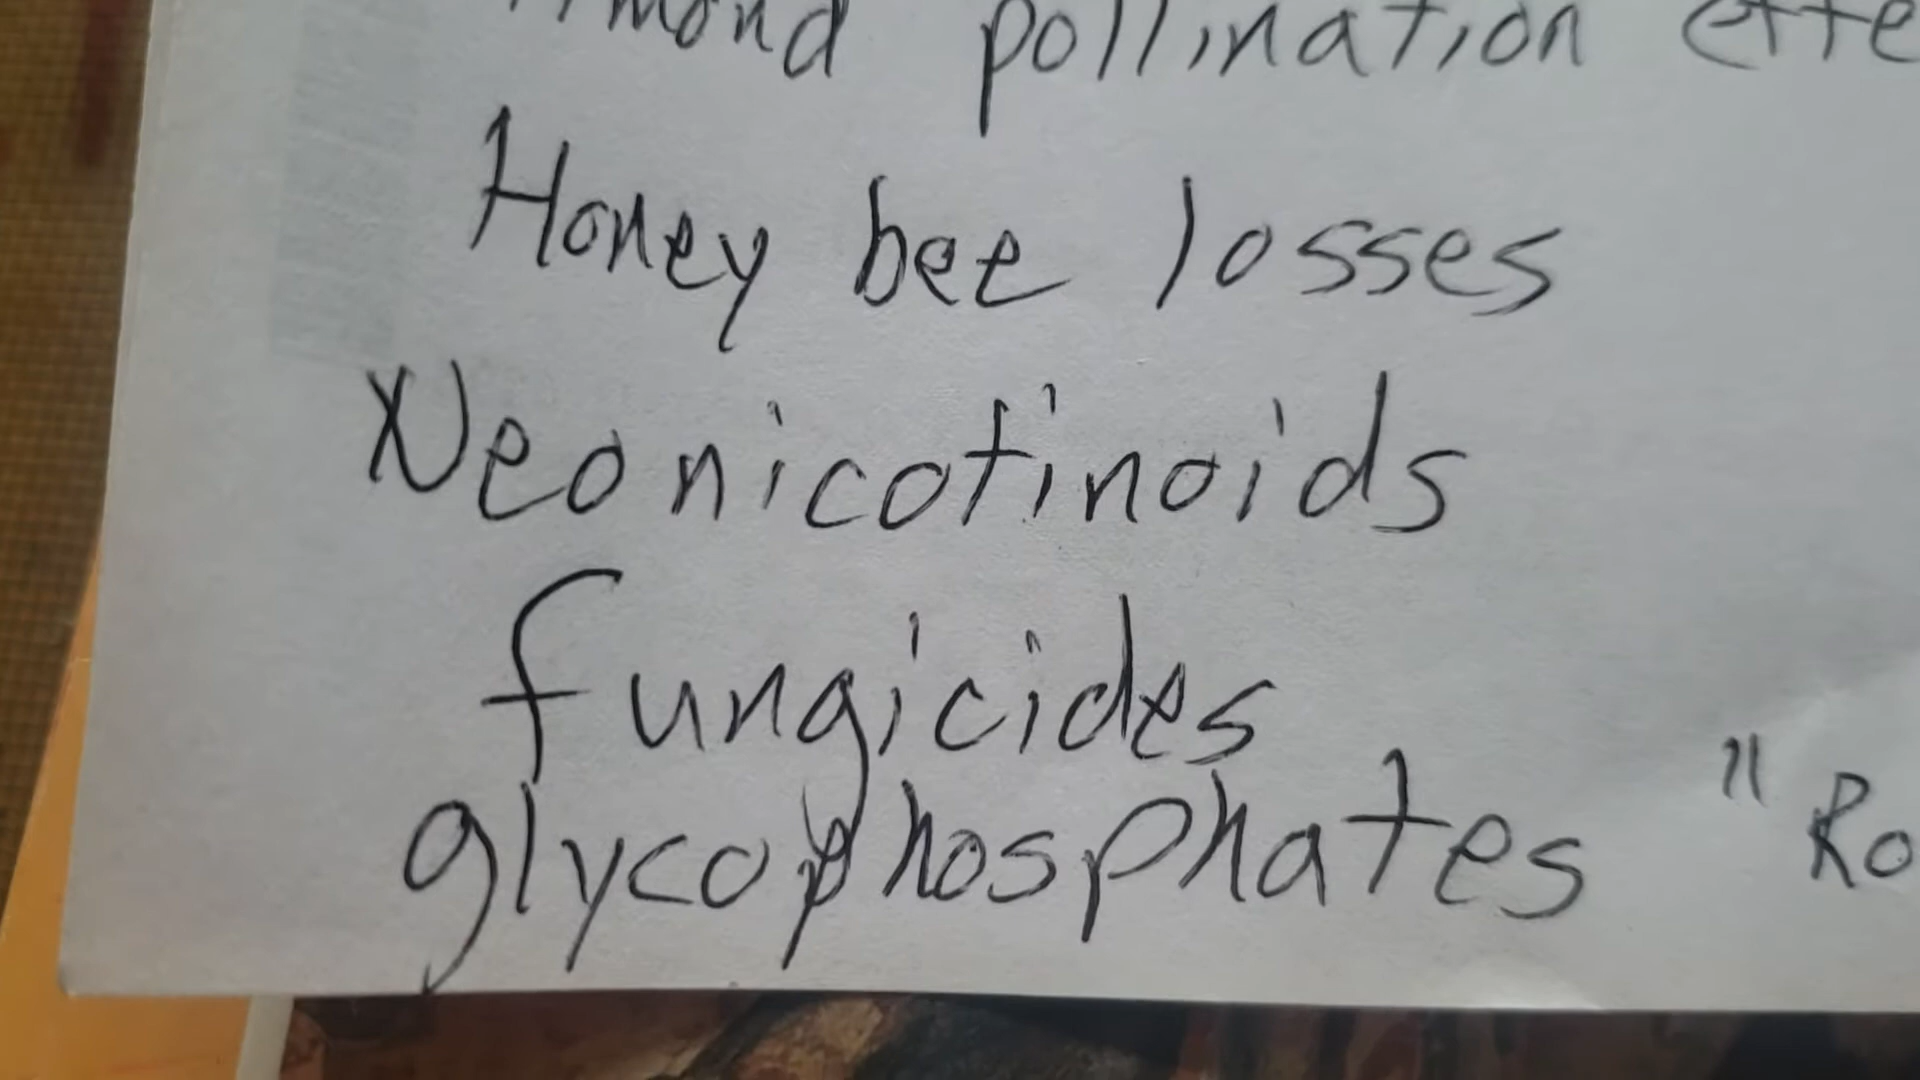 pollination
Honey bee losses
Neonicotinoids
fungicides
glycophosphates "Ro